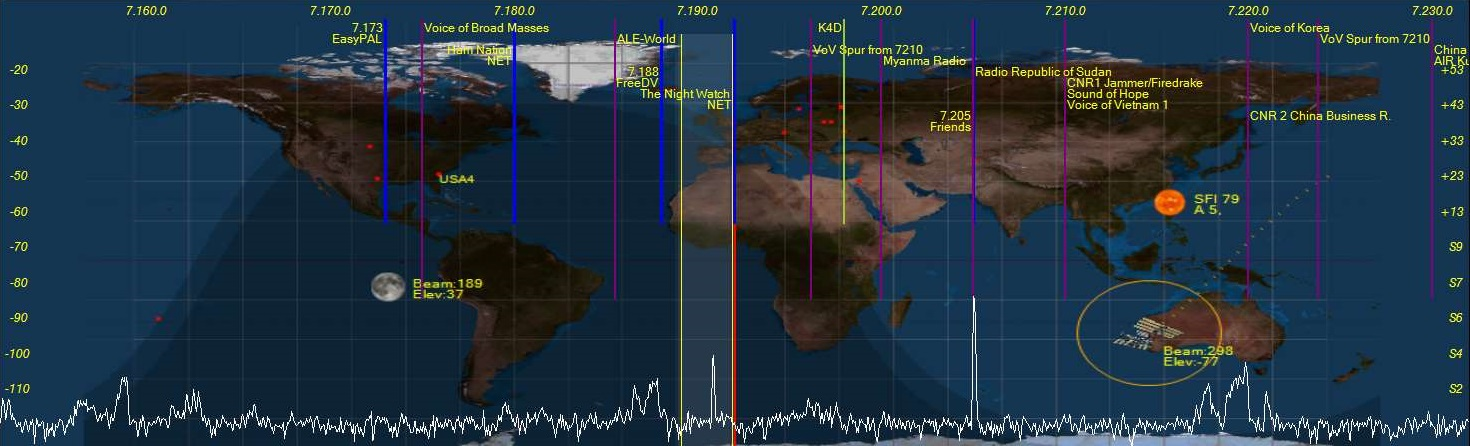 7.160.0 7.170.0 7.180.0 7.190.0 7.200.0 7.210.0 7.220.0 7.230.0
7.173
EasyPAL
Voice of Broad Masses
Ham Nation
NET
ALE-World
7.188
FreeDV
The Night Watch
NET
K4D
VoV Spur from 7210
Myanma Radio
7.205
Friends
Radio Republic of Sudan
CNR1 Jammer/Firedrake
Sound of Hope
Voice of Vietnam 1
Voice of Korea
VoV Spur from 7210
China
CNR 2 China Business R.
-20 +53
-30 +43
-40 +33
-50 +23
-60 +13
-70 S9
-80 S7
-90 S6
-100 S4
-110 S2
USA4
SFI 79
A 5,
Beam:189
Elev:37
Beam:298
Elev:-77